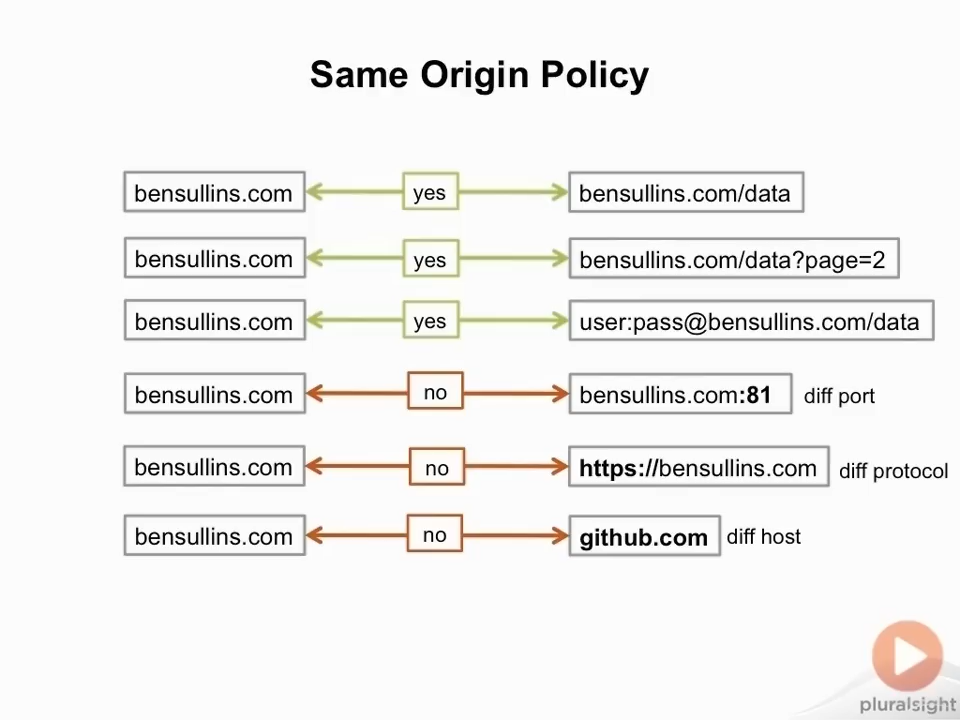 Same Origin Policy
bensullins.com yes bensullins.com/data
bensullins.com yes bensullins.com/data?page=2
bensullins.com yes user:pass@bensullins.com/data
bensullins.com no bensullins.com:81 diff port
bensullins.com no https://bensullins.com diff protocol
bensullins.com no github.com diff host
pluralsight